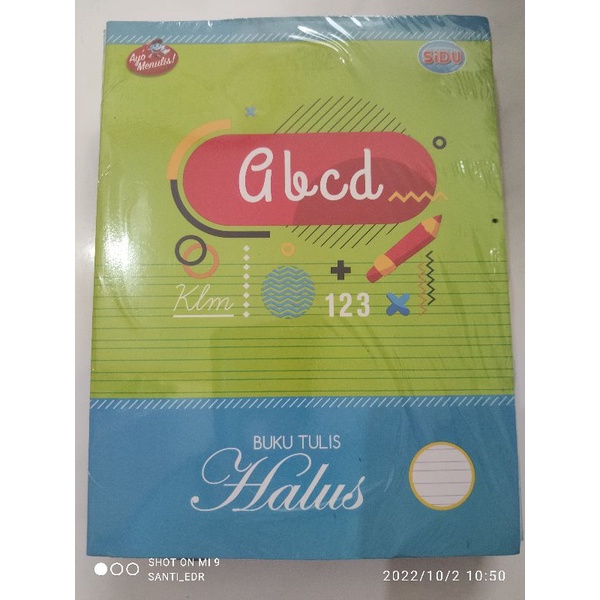 Ayo
Menulis!
SiDU
Abcd
Klm
123
BUKU TULIS
Halus
SHOT ON MI 9
SANTI_EDR
2022/10/2 10:50